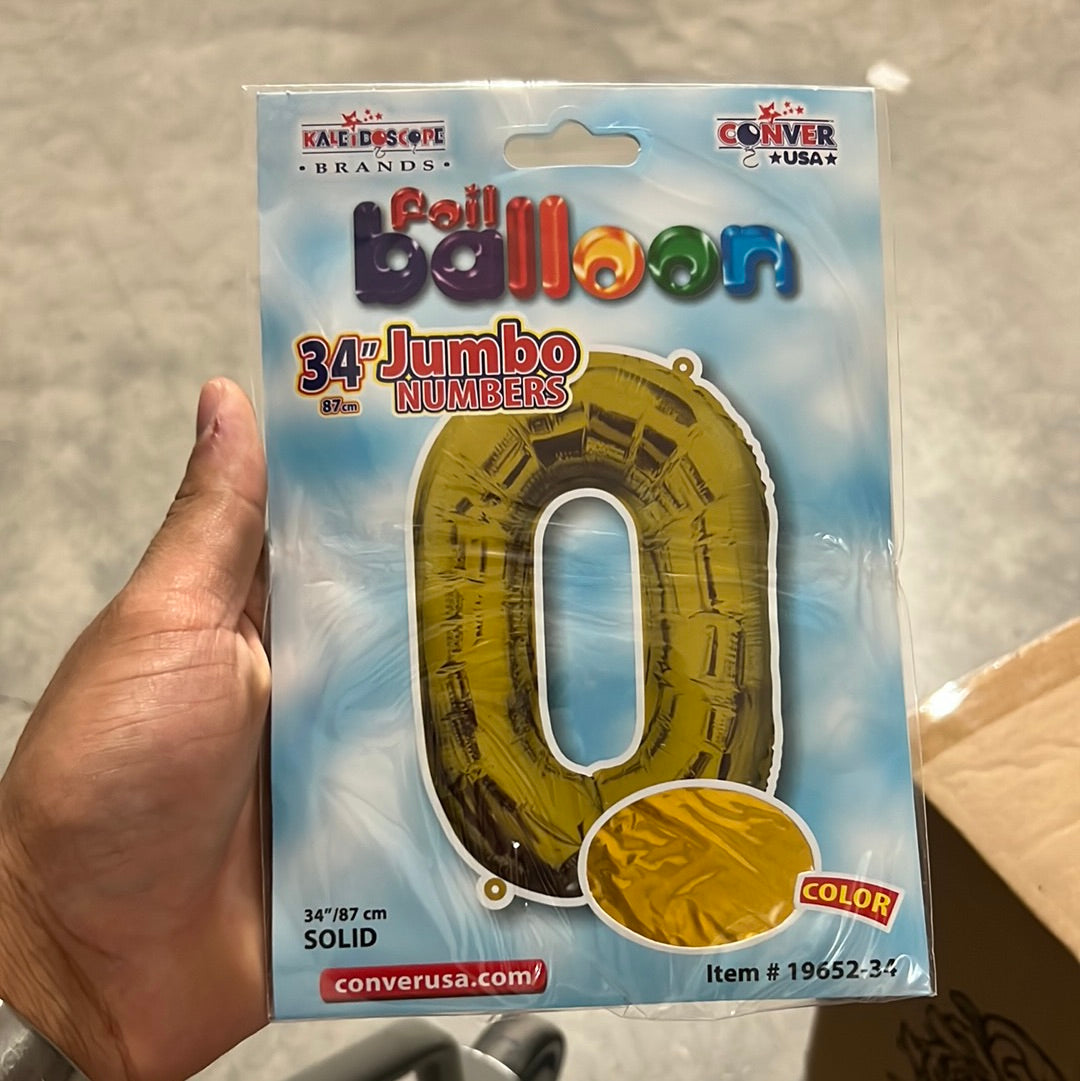 KALEIDOSCOPE
• BRANDS •
CONVER
★USA★
foil
balloon
34" Jumbo
87cm NUMBERS
0
COLOR
34"/87 cm
SOLID
converusa.com
Item # 19652-34